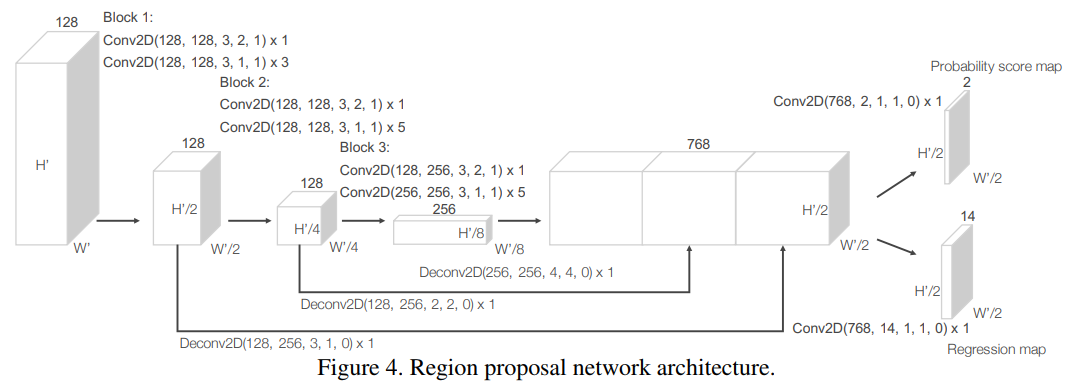 128
Block 1:
Conv2D(128, 128, 3, 2, 1) x 1
Conv2D(128, 128, 3, 1, 1) x 3
Block 2:
Conv2D(128, 128, 3, 2, 1) x 1
Conv2D(128, 128, 3, 1, 1) x 5
Block 3:
Conv2D(128, 256, 3, 2, 1) x 1
Conv2D(256, 256, 3, 1, 1) x 5
H'
W'
128
H'/2
W'/2
128
H'/4
W'/4
256
H'/8
W'/8
768
H'/2
W'/2
Deconv2D(256, 256, 4, 4, 0) x 1
Deconv2D(128, 256, 2, 2, 0) x 1
Deconv2D(128, 256, 3, 1, 0) x 1
Probability score map
2
Conv2D(768, 2, 1, 1, 0) x 1
H'/2
W'/2
14
H'/2
W'/2
Conv2D(768, 14, 1, 1, 0) x 1
Regression map
Figure 4. Region proposal network architecture.